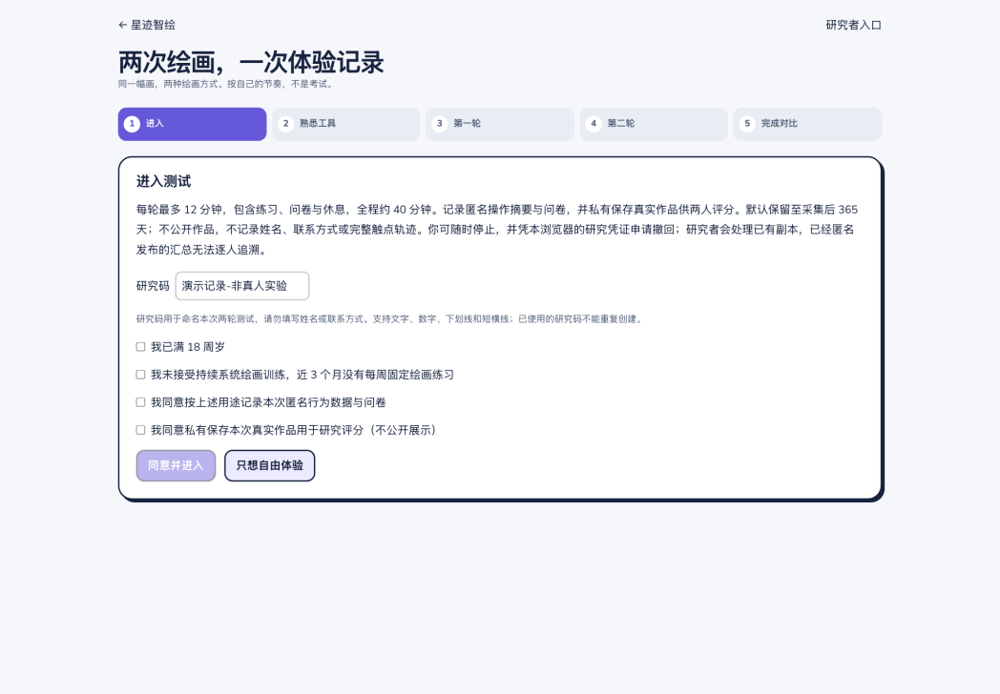 ← 星迹智绘
研究者入口
两次绘画，一次体验记录
同一幅画，两种绘画方式。按自己的节奏，不是考试。
1 进入
2 熟悉工具
3 第一轮
4 第二轮
5 完成对比
进入测试
每轮最多 12 分钟，包含练习、问卷与休息，全程约 40 分钟。记录匿名操作摘要与问卷，并私有保存真实作品供两人评分。默认保留至采集后 365
天；不公开作品，不记录姓名、联系方式或完整触点轨迹。你可随时停止，并凭本浏览器的研究凭证申请撤回；研究者会处理已有副本，已经匿名
发布的汇总无法逐人追溯。
研究码 演示记录-非真人实验
研究码用于命名本次两轮测试，请勿填写姓名或联系方式。支持文字、数字、下划线和短横线；已使用的研究码不能重复创建。
我已满 18 周岁
我未接受持续系统绘画训练，近 3 个月没有每周固定绘画练习
我同意按上述用途记录本次匿名行为数据与问卷
我同意私有保存本次真实作品用于研究评分（不公开展示）
同意并进入
只想自由体验